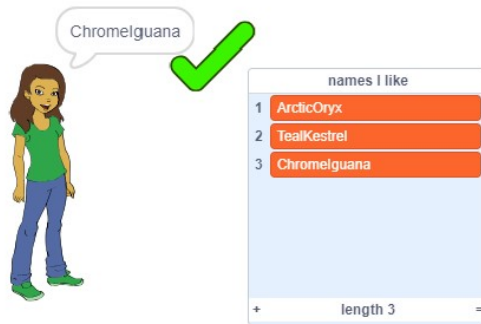 ChromeIguana
names I like
1 ArcticOryx
2 TealKestrel
3 ChromeIguana
+ length 3 =